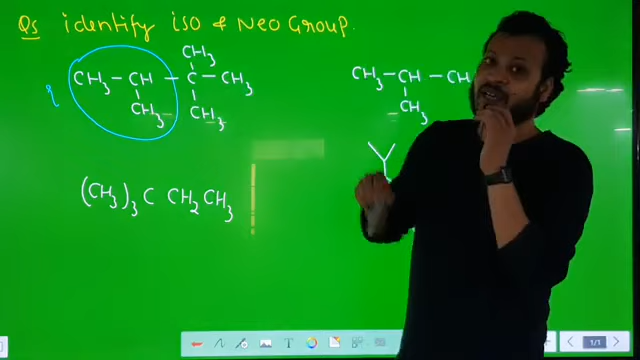 Qs identify iso & Neo Group.
CH3
CH3 - CH - C - CH3
CH3 CH3
CH3 - CH - CH
CH3
(CH3)3 C CH2 CH3
1/1